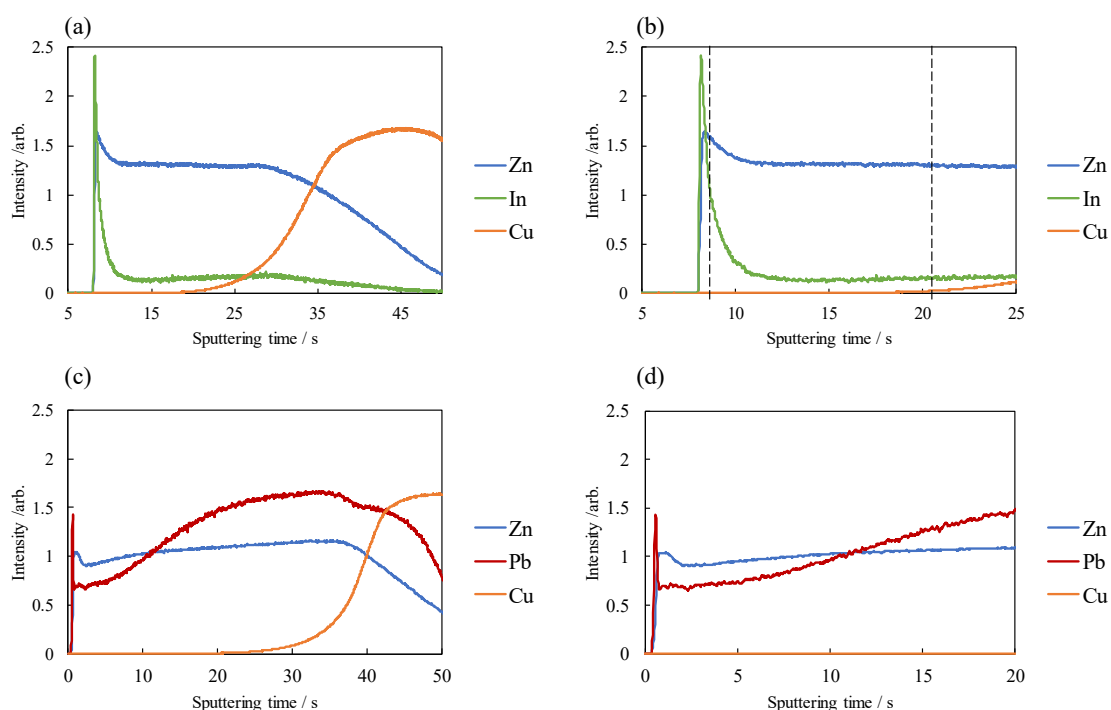 (a)
2.5
2
1.5
1
0.5
0
5
15
25
35
45
Intensity /arb.
Sputtering time / s
Zn
In
Cu
(b)
2.5
2
1.5
1
0.5
0
5
10
15
20
25
Intensity /arb.
Sputtering time / s
Zn
In
Cu
(c)
2.5
2
1.5
1
0.5
0
0
10
20
30
40
50
Intensity /arb.
Sputtering time / s
Zn
Pb
Cu
(d)
2.5
2
1.5
1
0.5
0
0
5
10
15
20
Intensity /arb.
Sputtering time / s
Zn
Pb
Cu